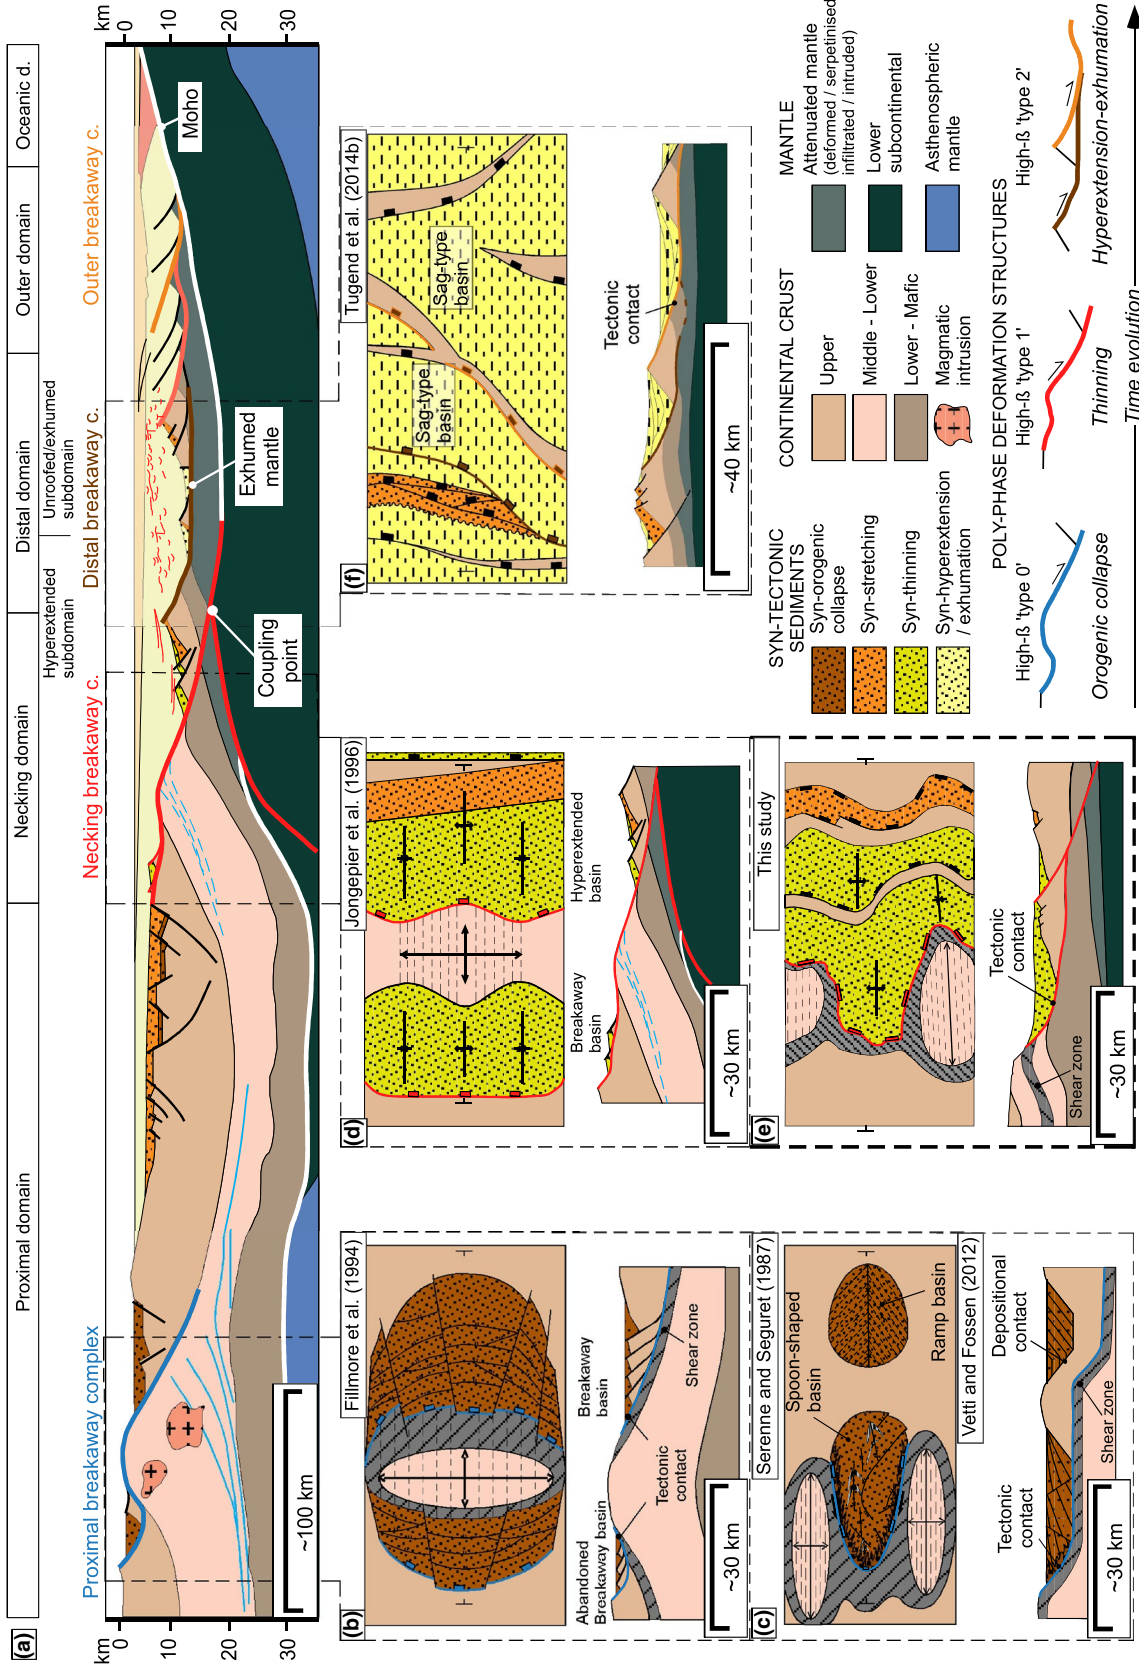 (a)
Proximal domain
Necking domain
Distal domain
Outer domain
Oceanic d.
Hyperextended
subdomain
Unroofed/exhumed
subdomain
Proximal breakaway complex
Necking breakaway c.
Distal breakaway c.
Outer breakaway c.
km
0
10
20
30
km
0
10
20
30
~100 km
Coupling
point
Exhumed
mantle
Moho
(b)
Fillmore et al. (1994)
Abandoned
Breakaway basin
Breakaway
basin
Tectonic
contact
Shear zone
~30 km
(c)
Serenne and Seguret (1987)
Spoon-shaped
basin
Ramp basin
Vetti and Fossen (2012)
Tectonic
contact
Depositional
contact
Shear zone
~30 km
(d)
Jongepier et al. (1996)
Breakaway
basin
Hyperextended
basin
~30 km
(e)
This study
Tectonic
contact
Shear zone
~30 km
(f)
Tugend et al. (2014b)
Sag-type
basin
Sag-type
basin
Tectonic
contact
~40 km
SYN-TECTONIC
SEDIMENTS
Syn-orogenic
collapse
Syn-stretching
Syn-thinning
Syn-hyperextension
/ exhumation
CONTINENTAL CRUST
Upper
Middle - Lower
Lower - Mafic
Magmatic
intrusion
MANTLE
Attenuated mantle
(deformed / serpetinised
infiltrated / intruded)
Lower
subcontinental
Asthenospheric
mantle
POLY-PHASE DEFORMATION STRUCTURES
High-ß 'type 0'
High-ß 'type 1'
High-ß 'type 2'
Orogenic collapse
Thinning
Hyperextension-exhumation
Time evolution